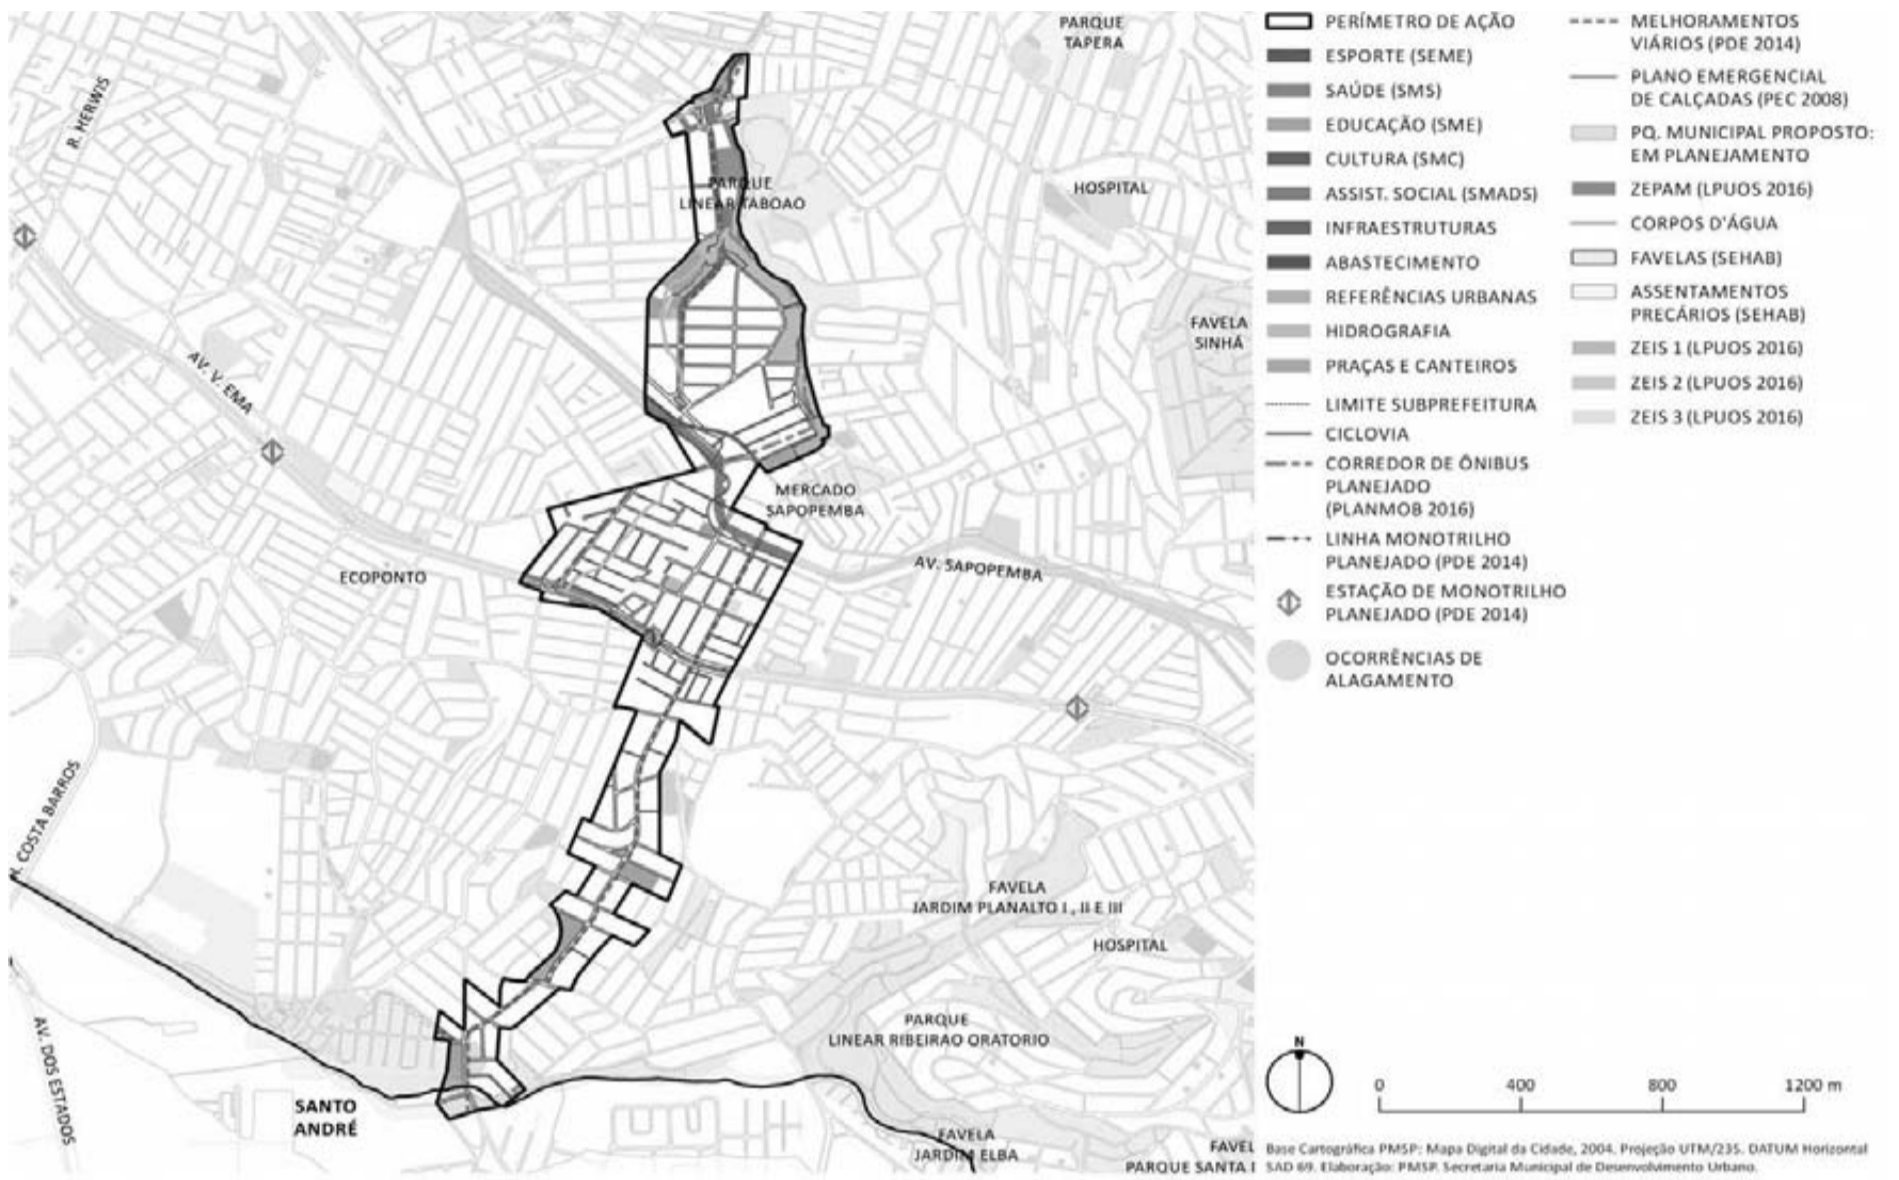 PARQUE
TAPERA
R. HERWIS
PARQUE
LINEAR TABOAO
HOSPITAL
FAVELA
SINHÁ
AV. V. EMA
MERCADO
SAPOPEMBA
ECOPONTO
AV. SAPOPEMBA
COSTA BARROS
FAVELA
JARDIM PLANALTO I , II E III
HOSPITAL
PARQUE
LINEAR RIBEIRAO ORATORIO
AV. DOS ESTADOS
SANTO
ANDRÉ
FAVELA
JARDIM ELBA
FAVEL
PARQUE SANTA I
PERÍMETRO DE AÇÃO
ESPORTE (SEME)
SAÚDE (SMS)
EDUCAÇÃO (SME)
CULTURA (SMC)
ASSIST. SOCIAL (SMADS)
INFRAESTRUTURAS
ABASTECIMENTO
REFERÊNCIAS URBANAS
HIDROGRAFIA
PRAÇAS E CANTEIROS
LIMITE SUBPREFEITURA
CICLOVIA
CORREDOR DE ÔNIBUS
PLANEJADO
(PLANMOB 2016)
LINHA MONOTRILHO
PLANEJADO (PDE 2014)
ESTAÇÃO DE MONOTRILHO
PLANEJADO (PDE 2014)
OCORRÊNCIAS DE
ALAGAMENTO
MELHORAMENTOS
VIÁRIOS (PDE 2014)
PLANO EMERGENCIAL
DE CALÇADAS (PEC 2008)
PQ. MUNICIPAL PROPOSTO:
EM PLANEJAMENTO
ZEPAM (LPUOS 2016)
CORPOS D'ÁGUA
FAVELAS (SEHAB)
ASSENTAMENTOS
PRECÁRIOS (SEHAB)
ZEIS 1 (LPUOS 2016)
ZEIS 2 (LPUOS 2016)
ZEIS 3 (LPUOS 2016)
N
0 400 800 1200 m
Base Cartográfica PMSP: Mapa Digital da Cidade, 2004. Projeção UTM/23S. DATUM Horizontal
SAD 69. Elaboração: PMSP. Secretaria Municipal de Desenvolvimento Urbano.